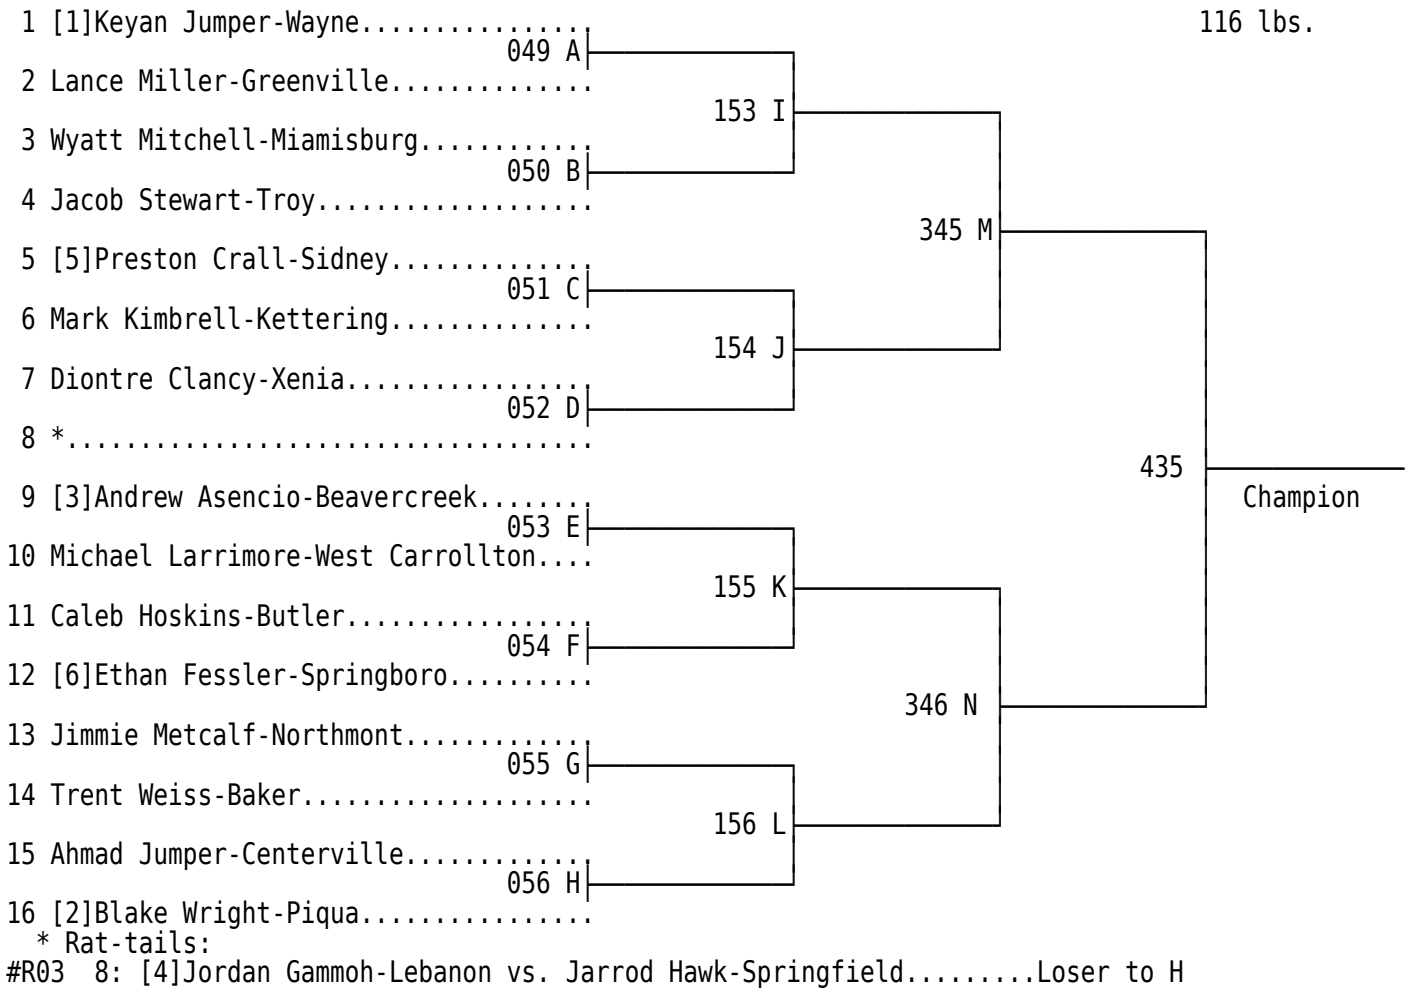 1 [1]Keyan Jumper-Wayne................ 116 lbs.
049 A
2 Lance Miller-Greenville..............
153 I
3 Wyatt Mitchell-Miamisburg............
050 B
4 Jacob Stewart-Troy...................
345 M
5 [5]Preston Crall-Sidney..............
051 C
6 Mark Kimbrell-Kettering..............
154 J
7 Diontre Clancy-Xenia.................
052 D
8 *....................................
435
9 [3]Andrew Asencio-Beavercreek........ Champion
053 E
10 Michael Larrimore-West Carrollton....
155 K
11 Caleb Hoskins-Butler.................
054 F
12 [6]Ethan Fessler-Springboro..........
346 N
13 Jimmie Metcalf-Northmont.............
055 G
14 Trent Weiss-Baker....................
156 L
15 Ahmad Jumper-Centerville.............
056 H
16 [2]Blake Wright-Piqua................
* Rat-tails:
#R03 8: [4]Jordan Gammoh-Lebanon vs. Jarrod Hawk-Springfield.........Loser to H